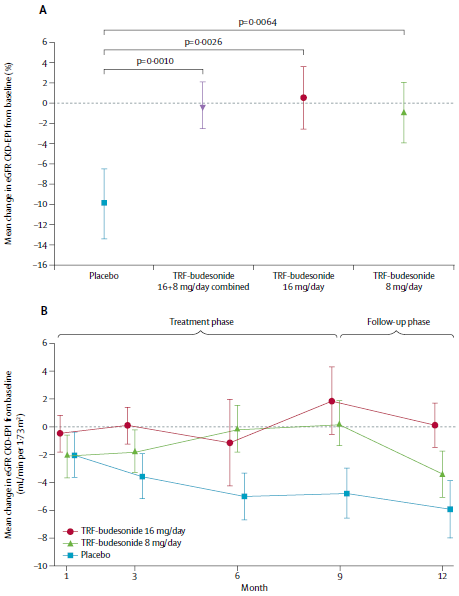 A
p=0·0064
p=0·0026
p=0·0010
Mean change in eGFR CKD-EPI from baseline (%)
6
4
2
0
−2
−4
−6
−8
−10
−12
−14
−16
Placebo
TRF-budesonide
16+8 mg/day combined
TRF-budesonide
16 mg/day
TRF-budesonide
8 mg/day
B
Treatment phase
Follow-up phase
Mean change in eGFR CKD-EPI from baseline
(mL/min per 1·73 m²)
6
4
2
0
−2
−4
−6
−8
−10
TRF-budesonide 16 mg/day
TRF-budesonide 8 mg/day
Placebo
1
3
6
9
12
Month